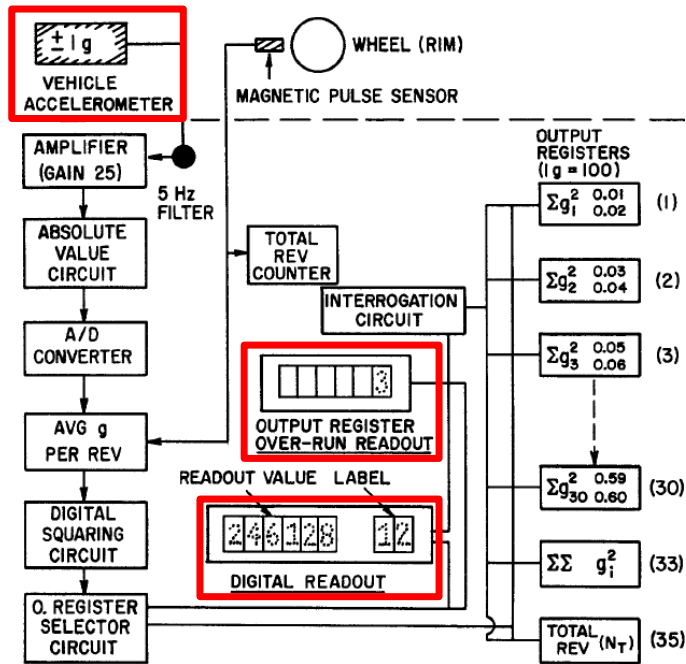 ± 1g
VEHICLE
ACCELEROMETER
WHEEL (RIM)
MAGNETIC PULSE SENSOR
AMPLIFIER
(GAIN 25)
5 Hz
FILTER
ABSOLUTE
VALUE
CIRCUIT
TOTAL
REV
COUNTER
INTERROGATION
CIRCUIT
A/D
CONVERTER
AVG g
PER REV
DIGITAL
SQUARING
CIRCUIT
O. REGISTER
SELECTOR
CIRCUIT
3
OUTPUT REGISTER
OVER-RUN READOUT
READOUT VALUE LABEL
246128 12
DIGITAL READOUT
OUTPUT
REGISTERS
(1g = 100)
Σg₁² 0.01 0.02 (1)
Σg₂² 0.03 0.04 (2)
Σg₃² 0.05 0.06 (3)
Σg₃₀² 0.59 0.60 (30)
ΣΣ gᵢ² (33)
TOTAL
REV (N_T) (35)